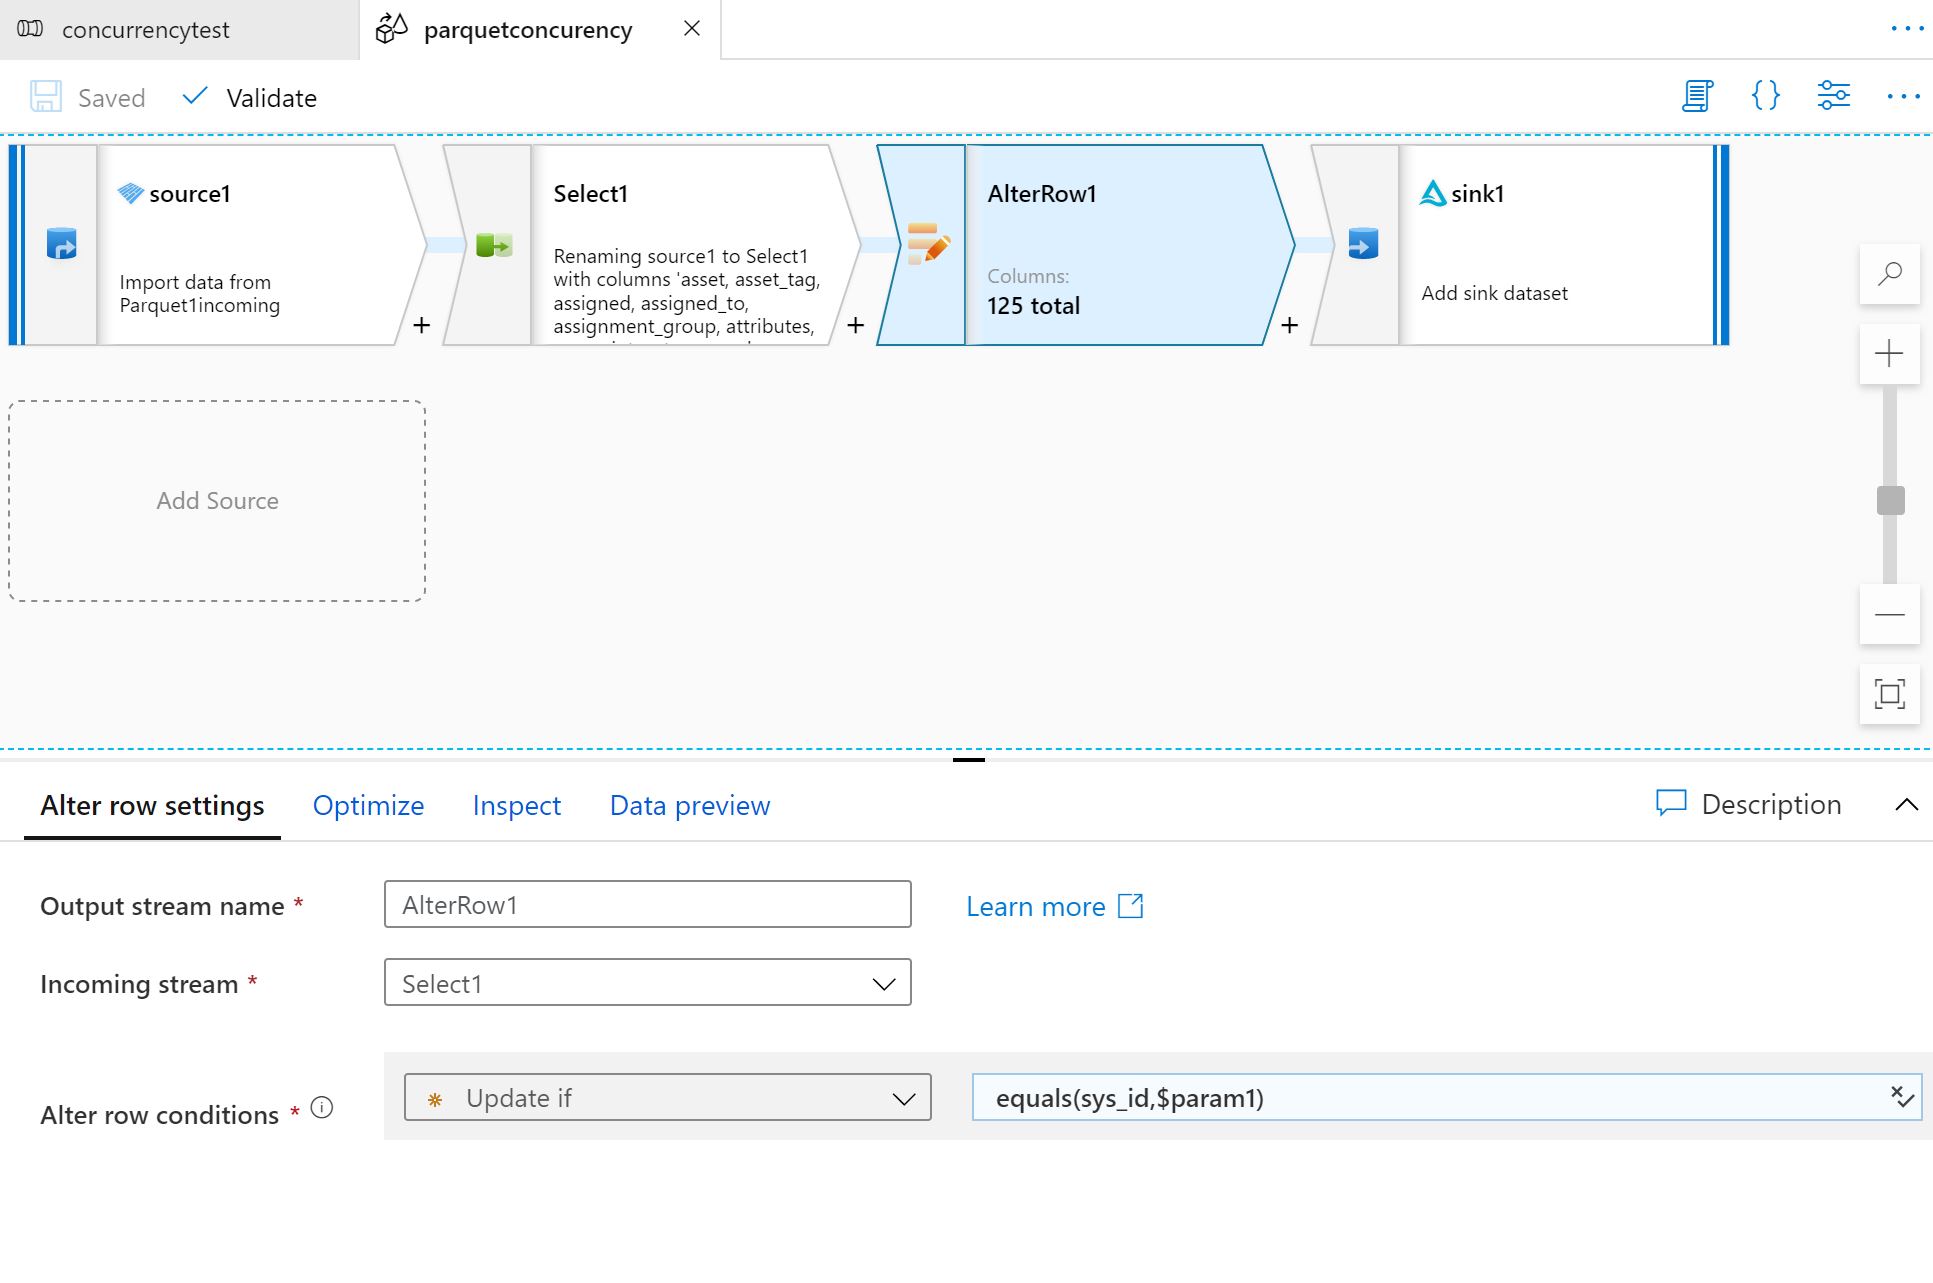 concurrencytest
parquetconcurency
Saved
Validate
source1
Import data from
Parquet1incoming
+
Select1
Renaming source1 to Select1
with columns 'asset, asset_tag,
assigned, assigned_to,
assignment_group, attributes,
+
AlterRow1
Columns:
125 total
+
sink1
Add sink dataset
Add Source
Alter row settings
Optimize
Inspect
Data preview
Description
Output stream name *
AlterRow1
Learn more
Incoming stream *
Select1
Alter row conditions *
Update if
equals(sys_id,$param1)